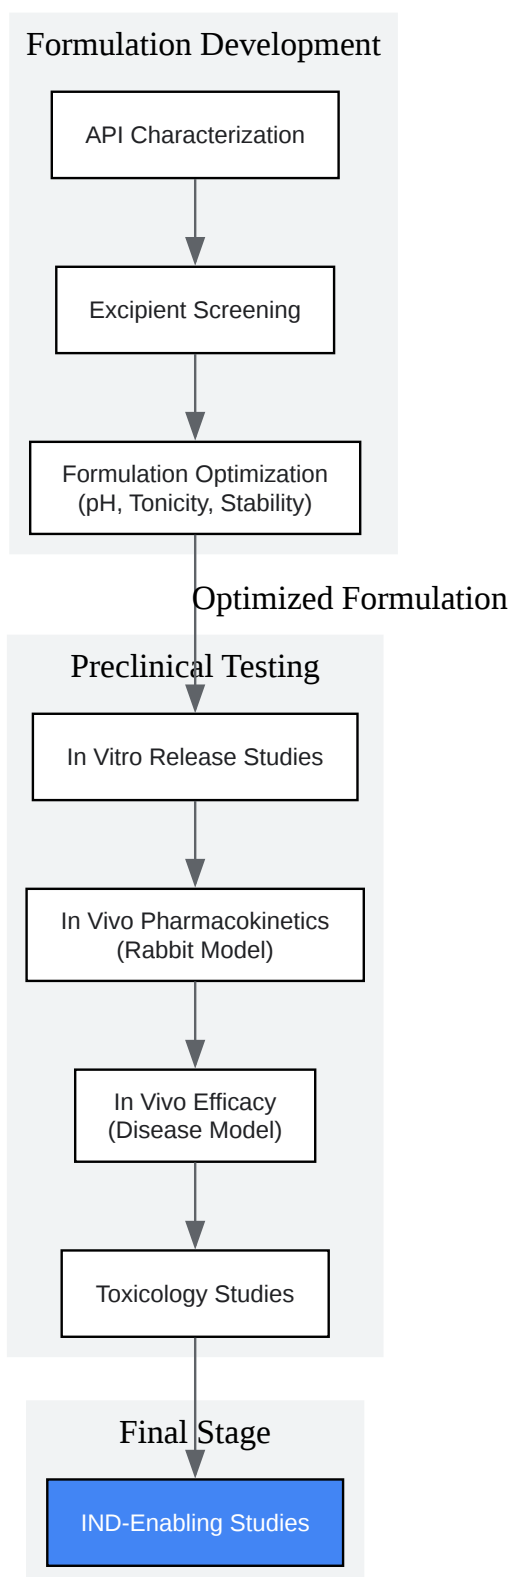 Formulation Development
API Characterization
Excipient Screening
Formulation Optimization
(pH, Tonicity, Stability)
Optimized Formulation
Preclinical Testing
In Vitro Release Studies
In Vivo Pharmacokinetics
(Rabbit Model)
In Vivo Efficacy
(Disease Model)
Toxicology Studies
Final Stage
IND-Enabling Studies